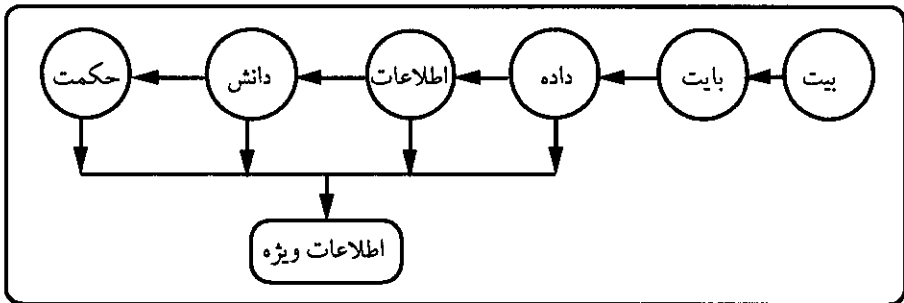 بیت
بایت
داده
اطلاعات
دانش
حکمت
اطلاعات ویژه